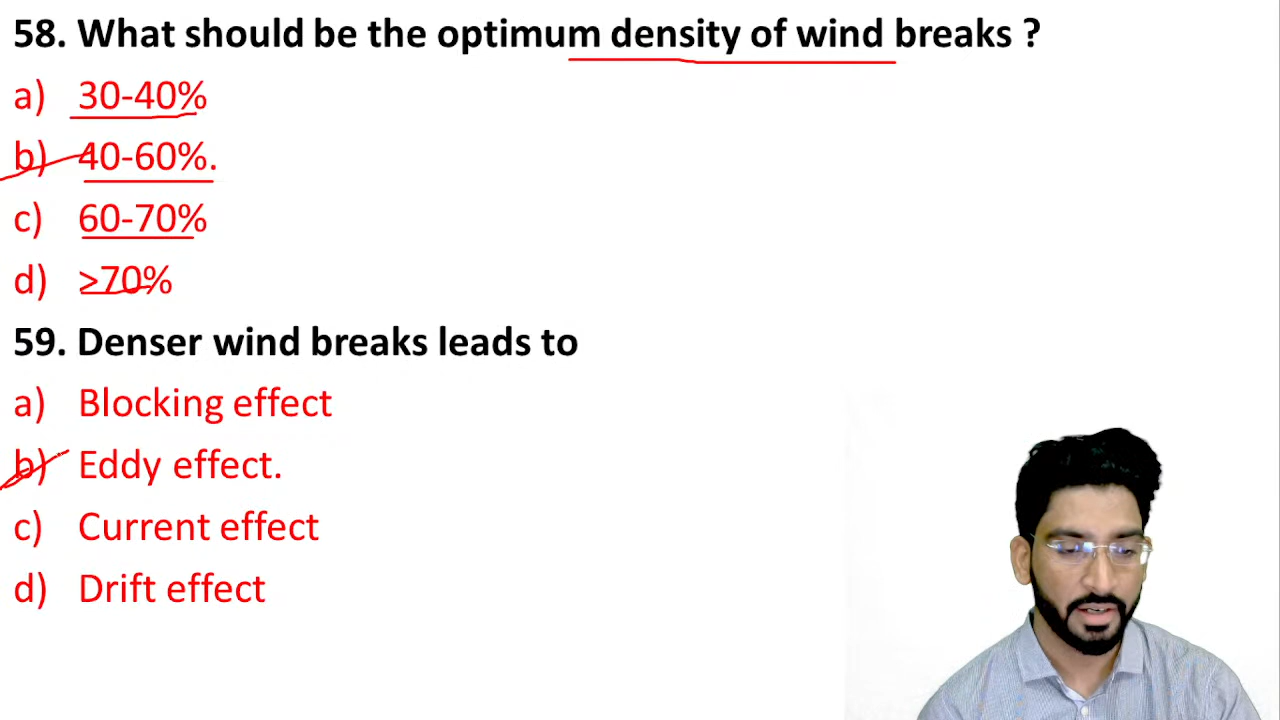 58. What should be the optimum density of wind breaks ?
a) 30-40%
b) 40-60%.
c) 60-70%
d) >70%
59. Denser wind breaks leads to
a) Blocking effect
b) Eddy effect.
c) Current effect
d) Drift effect